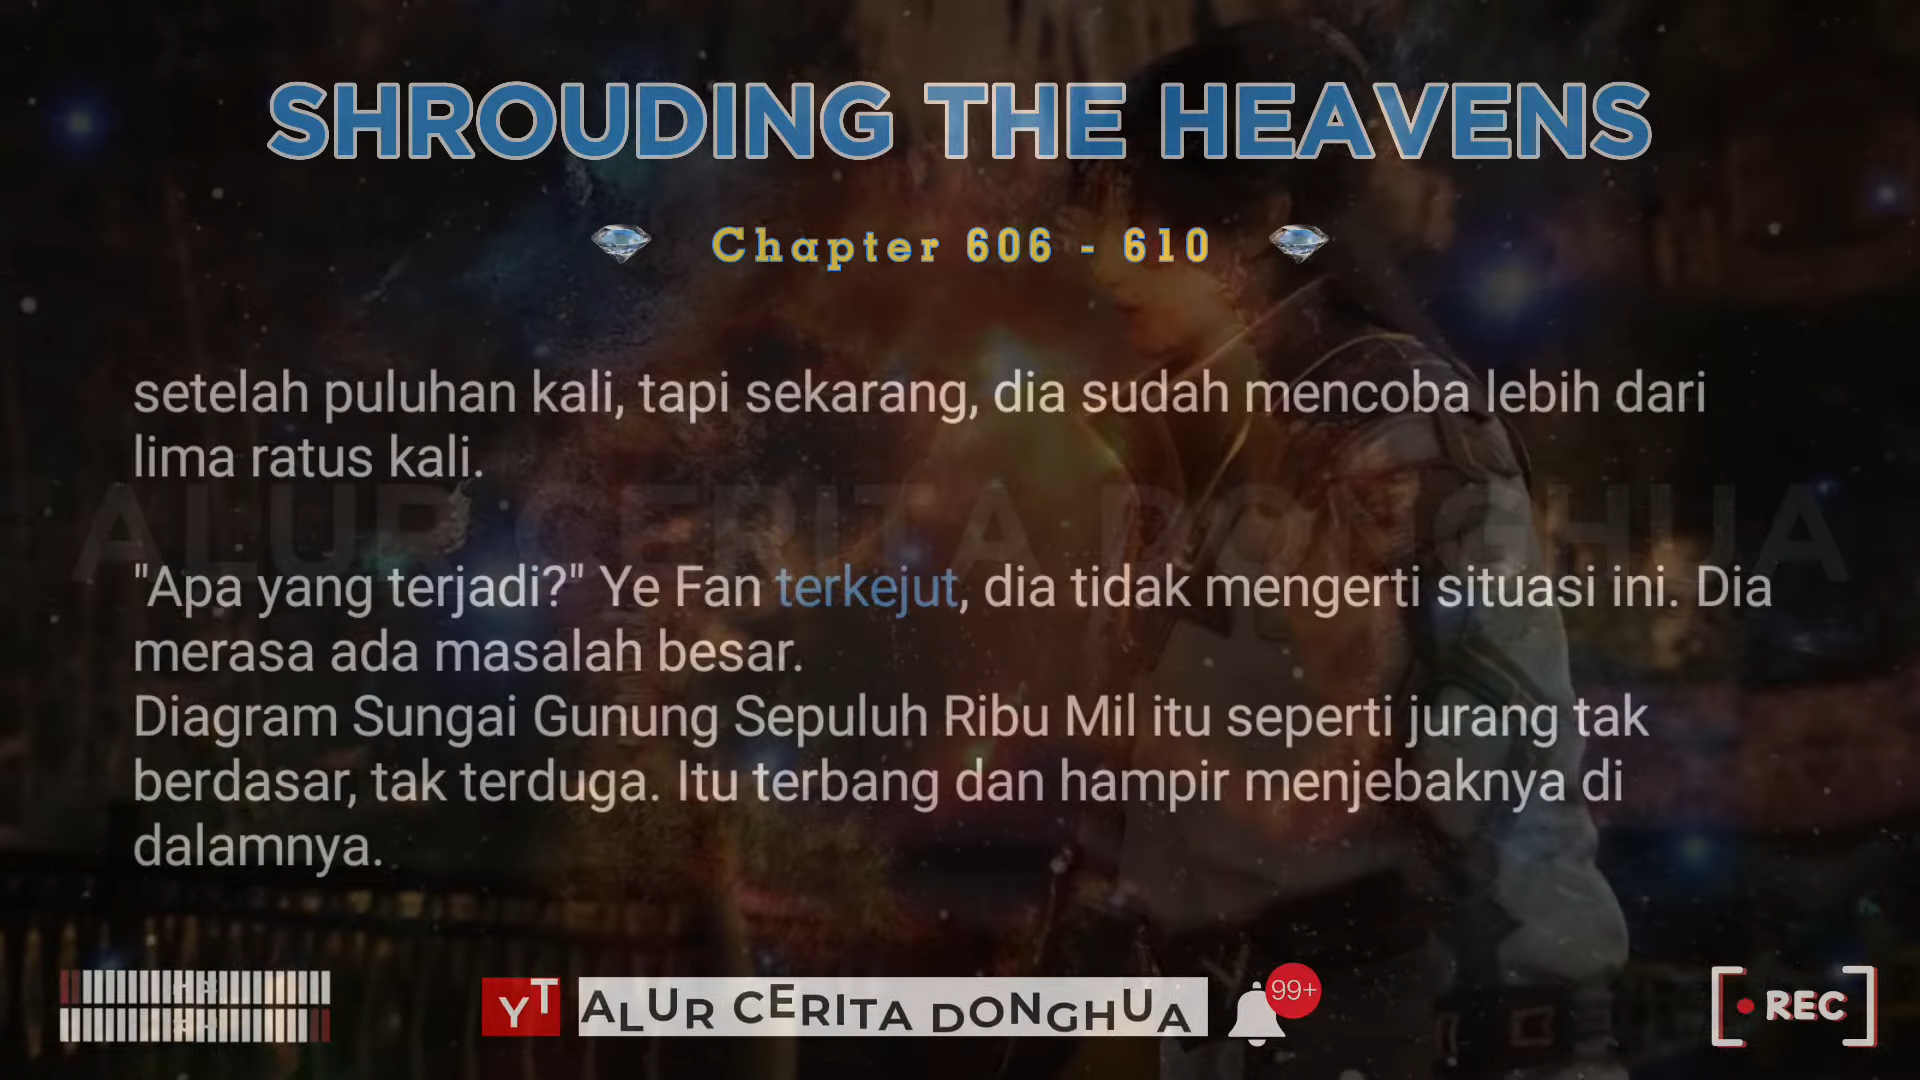 SHROUDING THE HEAVENS
Chapter 606 - 610
setelah puluhan kali, tapi sekarang, dia sudah mencoba lebih dari
lima ratus kali.
ALUR CERITA DONGHUA
"Apa yang terjadi?" Ye Fan terkejut, dia tidak mengerti situasi ini. Dia
merasa ada masalah besar.
Diagram Sungai Gunung Sepuluh Ribu Mil itu seperti jurang tak
berdasar, tak terduga. Itu terbang dan hampir menjebaknya di
dalamnya.
YT ALUR CERITA DONGHUA 99+
REC